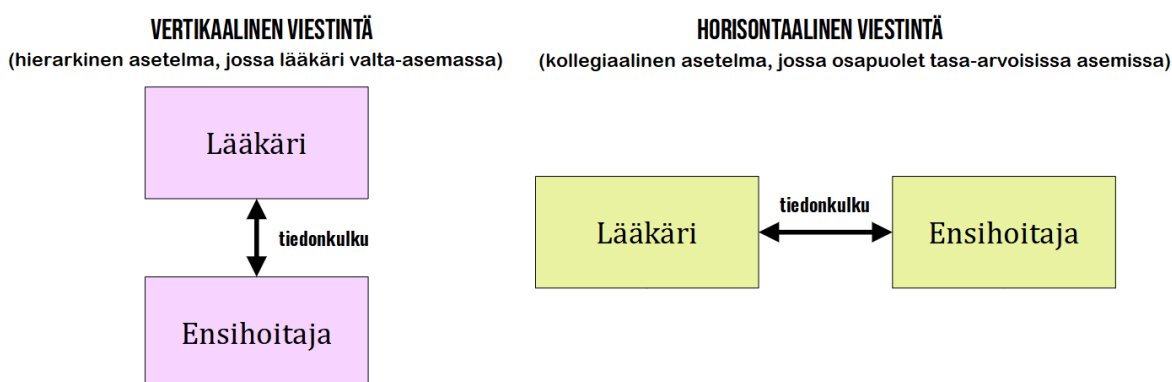 VERTIKAALINEN VIESTINTÄ
(hierarkinen asetelma, jossa lääkäri valta-asemassa)
Lääkäri
tiedonkulku
Ensihoitaja
HORISONTAALINEN VIESTINTÄ
(kollegiaalinen asetelma, jossa osapuolet tasa-arvoisissa asemissa)
Lääkäri
tiedonkulku
Ensihoitaja